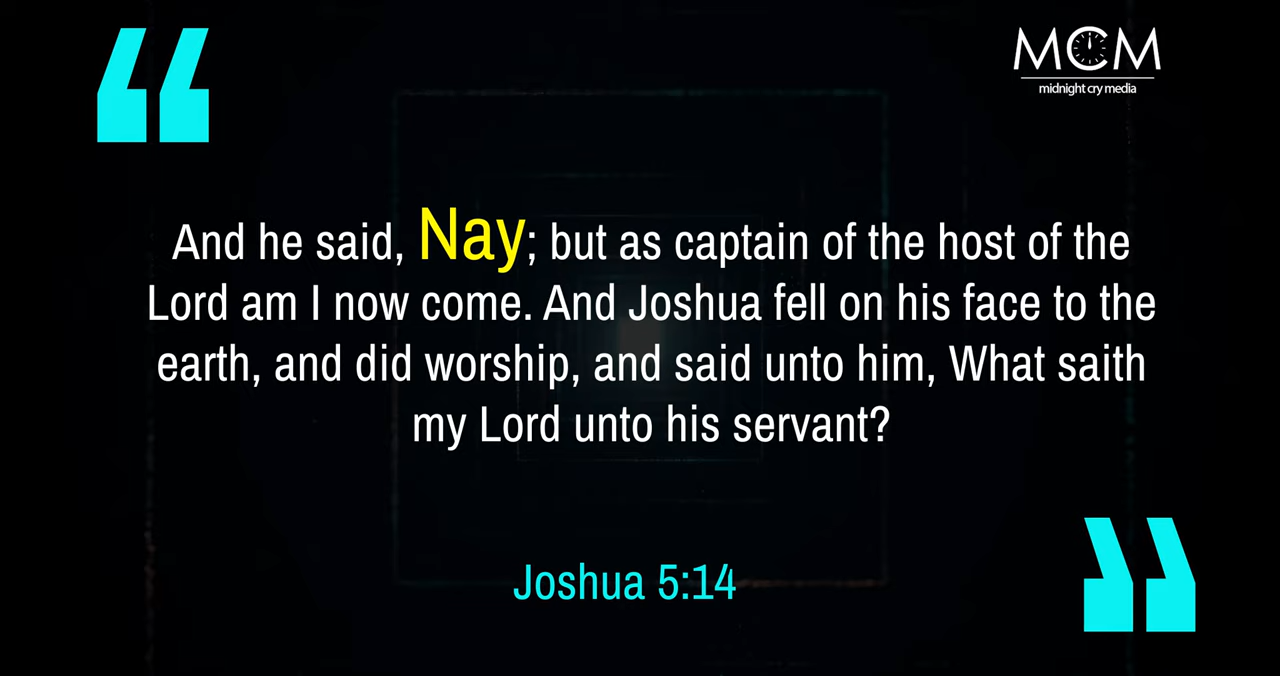 “
MCM
midnight cry media
And he said, Nay; but as captain of the host of the
Lord am I now come. And Joshua fell on his face to the
earth, and did worship, and said unto him, What saith
my Lord unto his servant?
Joshua 5:14
”